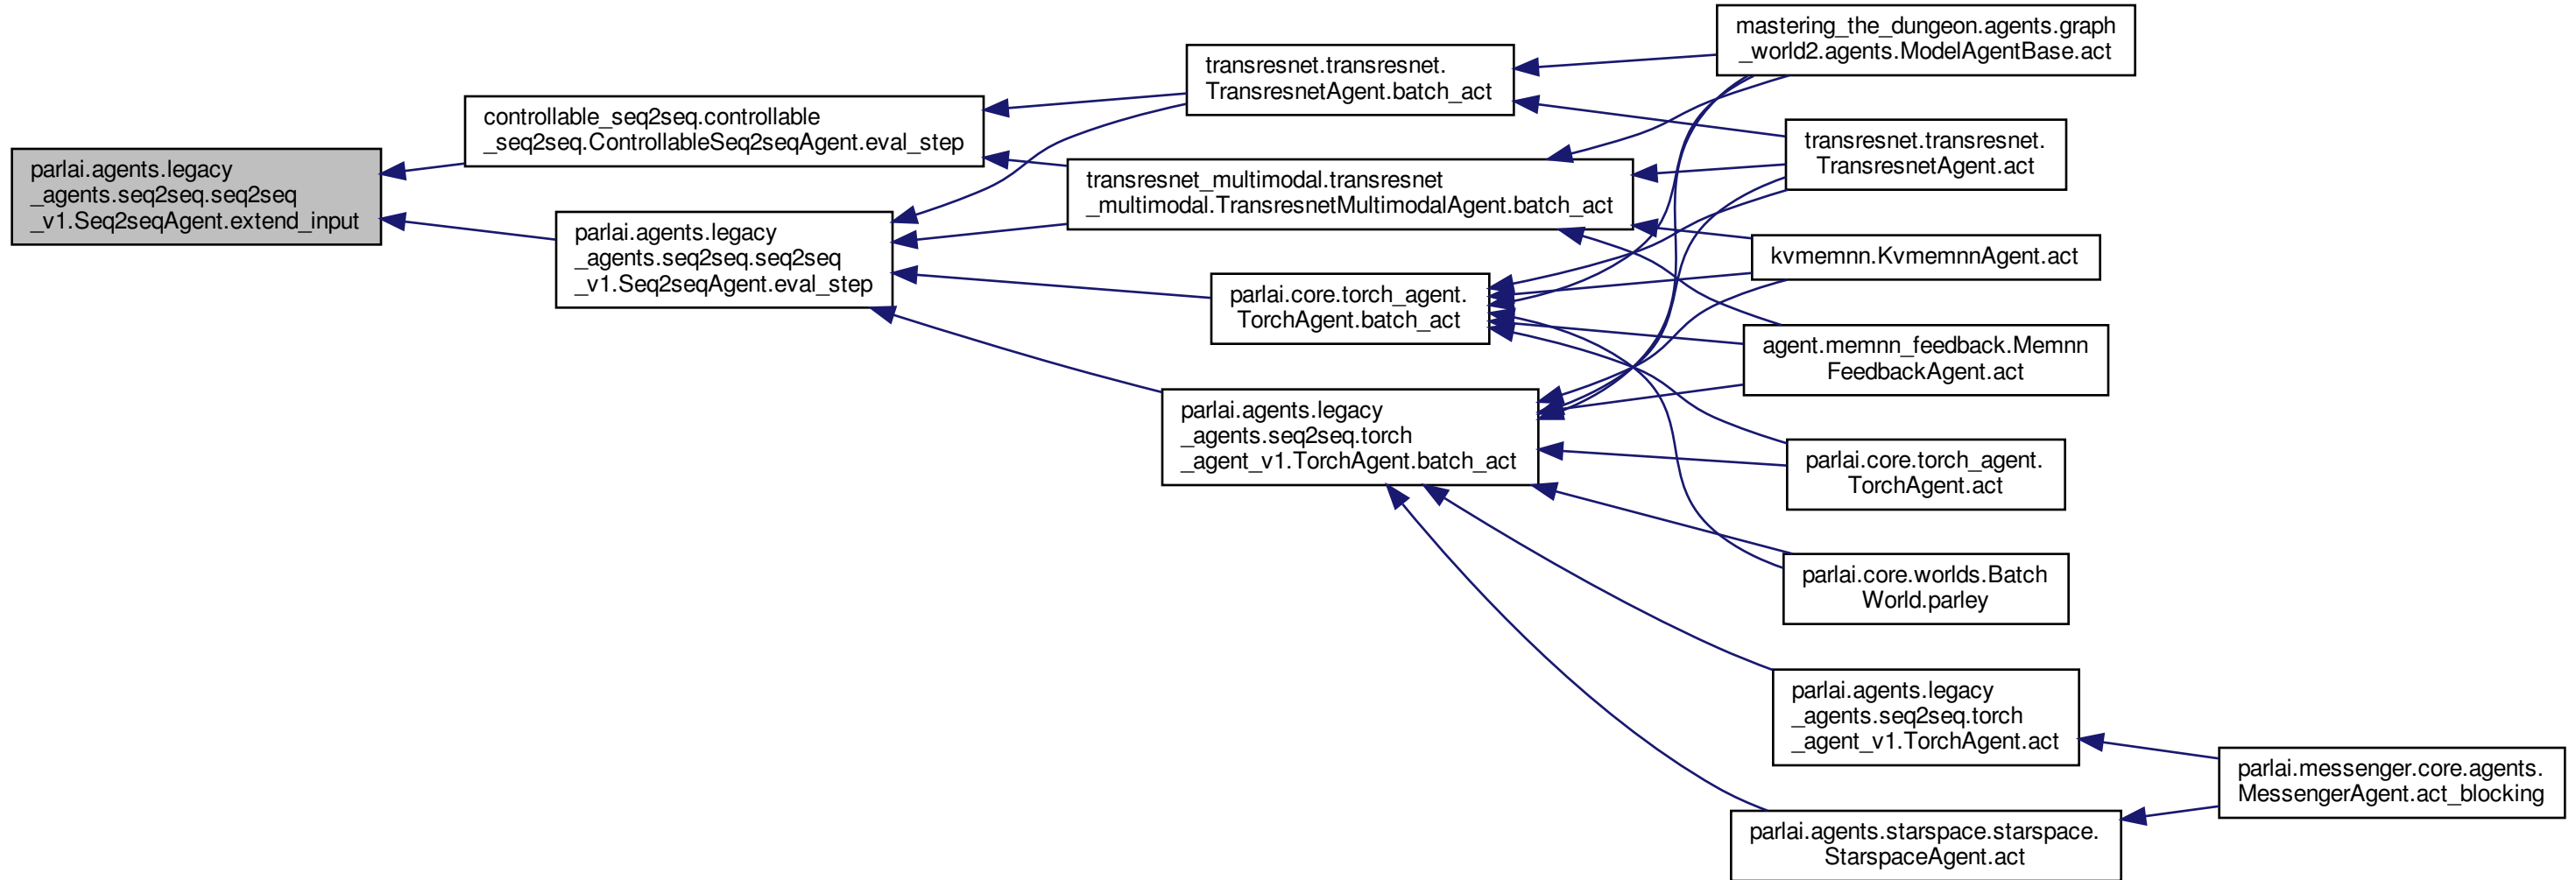 parlai.agents.legacy
_agents.seq2seq.seq2seq
_v1.Seq2seqAgent.extend_input
controllable_seq2seq.controllable
_seq2seq.ControllableSeq2seqAgent.eval_step
parlai.agents.legacy
_agents.seq2seq.seq2seq
_v1.Seq2seqAgent.eval_step
transresnet.transresnet.
TransresnetAgent.batch_act
transresnet_multimodal.transresnet
_multimodal.TransresnetMultimodalAgent.batch_act
parlai.core.torch_agent.
TorchAgent.batch_act
parlai.agents.legacy
_agents.seq2seq.torch
_agent_v1.TorchAgent.batch_act
mastering_the_dungeon.agents.graph
_world2.agents.ModelAgentBase.act
transresnet.transresnet.
TransresnetAgent.act
kvmemnn.KvmemnnAgent.act
agent.memnn_feedback.Memnn
FeedbackAgent.act
parlai.core.torch_agent.
TorchAgent.act
parlai.core.worlds.Batch
World.parley
parlai.agents.legacy
_agents.seq2seq.torch
_agent_v1.TorchAgent.act
parlai.agents.starspace.starspace.
StarspaceAgent.act
parlai.messenger.core.agents.
MessengerAgent.act_blocking